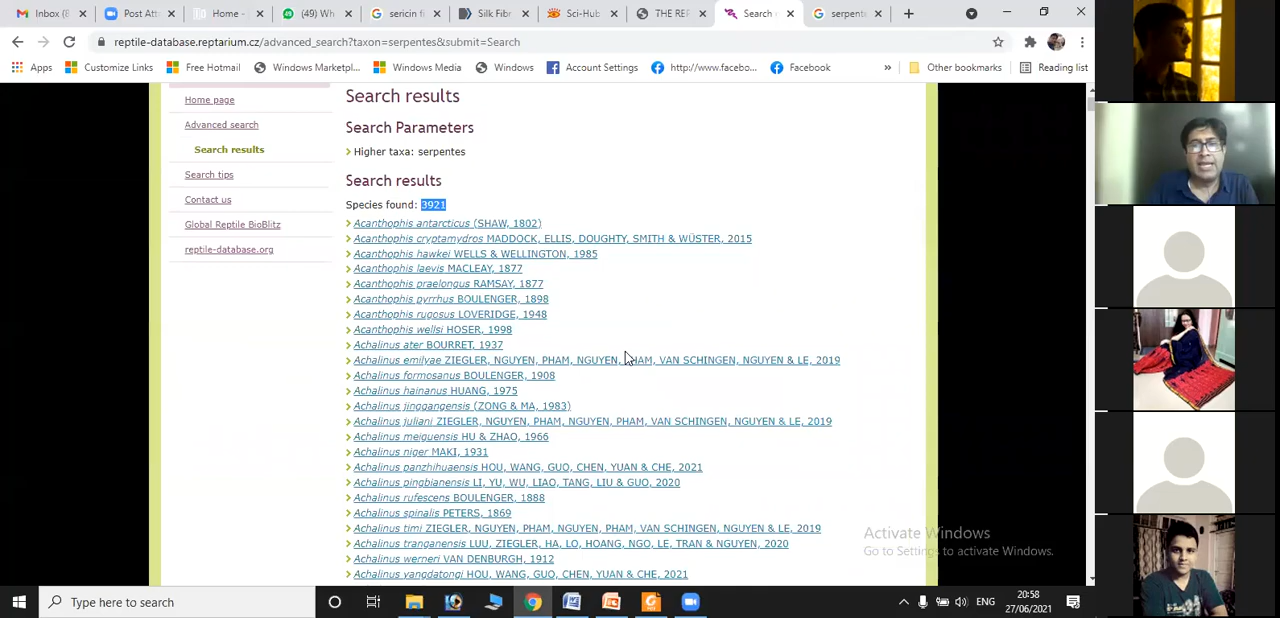 Inbox (8
Post Att
Home -
(49) Wh
sericin fi
Silk Fibr
Sci-Hub
THE REP
Search
serpente
reptile-database.reptarium.cz/advanced_search?taxon=serpentes&submit=Search
Apps
Customize Links
Free Hotmail
Windows Marketpl...
Windows Media
Windows
Account Settings
http://www.facebo...
Facebook
»
Other bookmarks
Reading list
Home page
Advanced search
Search results
Search tips
Contact us
Global Reptile BioBlitz
reptile-database.org
Search results
Search Parameters
Higher taxa: serpentes
Search results
Species found: 3921
Acanthophis antarcticus (SHAW, 1802)
Acanthophis cryptamydros MADDOCK, ELLIS, DOUGHTY, SMITH & WÜSTER, 2015
Acanthophis hawkei WELLS & WELLINGTON, 1985
Acanthophis laevis MACLEAY, 1877
Acanthophis praelongus RAMSAY, 1877
Acanthophis pyrrhus BOULENGER, 1898
Acanthophis rugosus LOVERIDGE, 1948
Acanthophis wellsi HOSER, 1998
Achalinus ater BOURRET, 1937
Achalinus emilyae ZIEGLER, NGUYEN, PHAM, NGUYEN, PHAM, VAN SCHINGEN, NGUYEN & LE, 2019
Achalinus formosanus BOULENGER, 1908
Achalinus hainanus HUANG, 1975
Achalinus jinggangensis (ZONG & MA, 1983)
Achalinus juliani ZIEGLER, NGUYEN, PHAM, NGUYEN, PHAM, VAN SCHINGEN, NGUYEN & LE, 2019
Achalinus meiguensis HU & ZHAO, 1966
Achalinus niger MAKI, 1931
Achalinus panzhihuaensis HOU, WANG, GUO, CHEN, YUAN & CHE, 2021
Achalinus pingbianensis LI, YU, WU, LIAO, TANG, LIU & GUO, 2020
Achalinus rufescens BOULENGER, 1888
Achalinus spinalis PETERS, 1869
Achalinus timi ZIEGLER, NGUYEN, PHAM, NGUYEN, PHAM, VAN SCHINGEN, NGUYEN & LE, 2019
Achalinus tranganensis LUU, ZIEGLER, HA, LO, HOANG, NGO, LE, TRAN & NGUYEN, 2020
Achalinus werneri VAN DENBURGH, 1912
Achalinus yangdatongi HOU, WANG, GUO, CHEN, YUAN & CHE, 2021
Activate Windows
Go to Settings to activate Windows.
Type here to search
ENG
20:58
27/06/2021